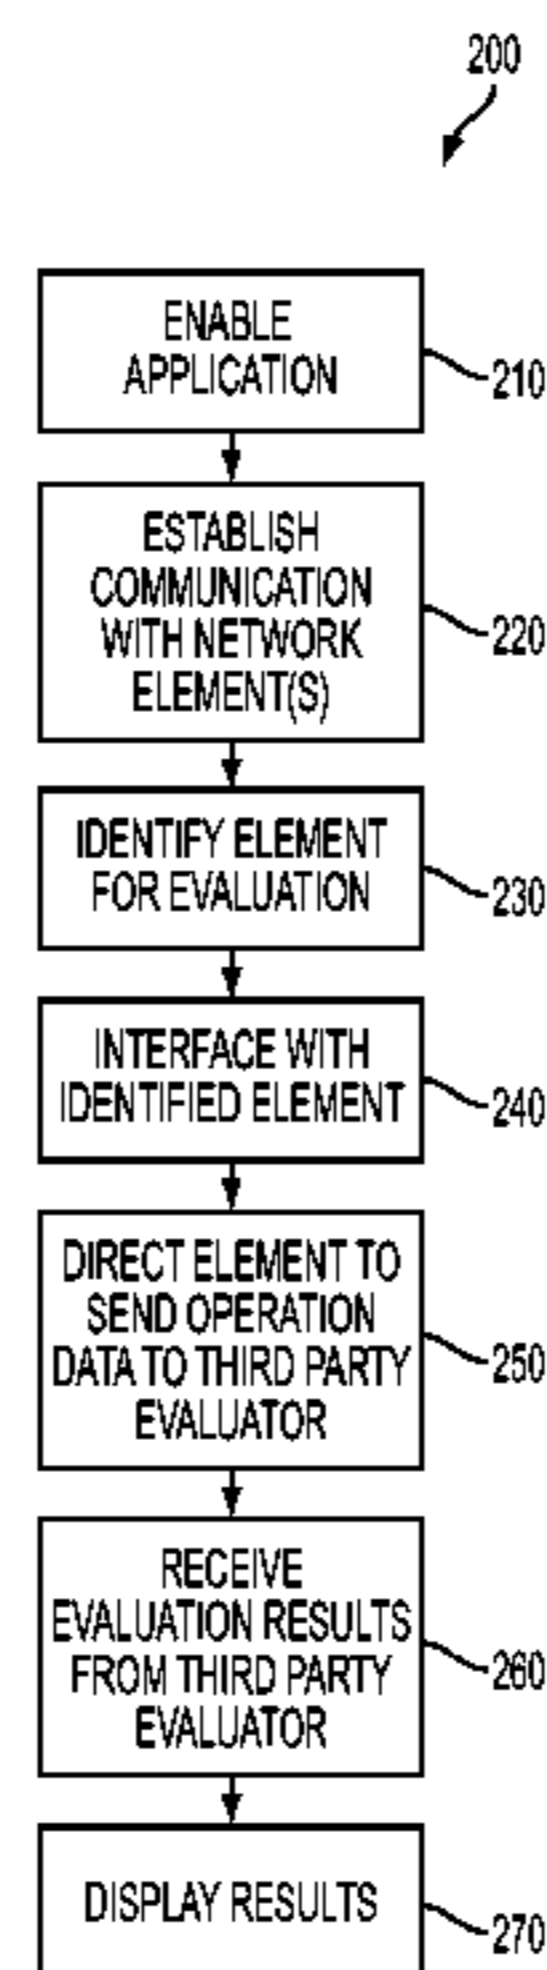 200
ENABLE
APPLICATION
210
ESTABLISH
COMMUNICATION
WITH NETWORK
ELEMENT(S)
220
IDENTIFY ELEMENT
FOR EVALUATION
230
INTERFACE WITH
IDENTIFIED ELEMENT
240
DIRECT ELEMENT TO
SEND OPERATION
DATA TO THIRD PARTY
EVALUATOR
250
RECEIVE
EVALUATION RESULTS
FROM THIRD PARTY
EVALUATOR
260
DISPLAY RESULTS
270